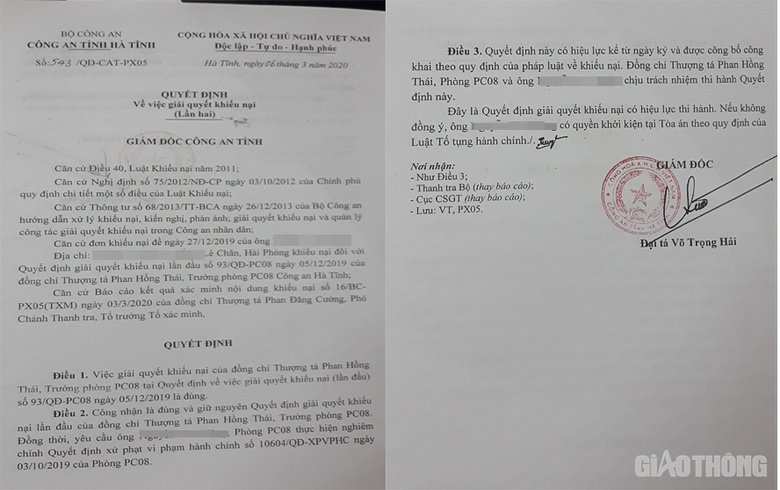 BỘ CÔNG AN
CÔNG AN TỈNH HÀ TĨNH
Số: 543 /QĐ-CAT-PX05
CỘNG HÒA XÃ HỘI CHỦ NGHĨA VIỆT NAM
Độc lập - Tự do - Hạnh phúc
Hà Tĩnh, ngày 06 tháng 3 năm 2020
QUYẾT ĐỊNH
Về việc giải quyết khiếu nại
(Lần hai)
GIÁM ĐỐC CÔNG AN TỈNH
Căn cứ Điều 40, Luật Khiếu nại năm 2011;
Căn cứ Nghị định số 75/2012/NĐ-CP ngày 03/10/2012 của Chính phủ
quy định chi tiết một số điều của Luật Khiếu nại;
Căn cứ Thông tư số 68/2013/TT-BCA ngày 26/12/2013 của Bộ Công an
hướng dẫn xử lý khiếu nại, kiến nghị, phản ánh; giải quyết khiếu nại và quản lý
công tác giải quyết khiếu nại trong Công an nhân dân;
Căn cứ đơn khiếu nại đề ngày 27/12/2019 của ông
Địa chỉ: Lê Chân, Hải Phòng khiếu nại đối với
Quyết định giải quyết khiếu nại lần đầu số 93/QĐ-PC08 ngày 05/12/2019 của
đồng chí Thượng tá Phan Hồng Thái, Trưởng phòng PC08 Công an Hà Tĩnh;
Căn cứ Báo cáo kết quả xác minh nội dung khiếu nại số 16/BC-
PX05(TXM) ngày 03/3/2020 của đồng chí Thượng tá Phan Đăng Cường, Phó
Chánh Thanh tra, Tổ trưởng Tổ xác minh,
QUYẾT ĐỊNH
Điều 1. Việc giải quyết khiếu nại của đồng chí Thượng tá Phan Hồng
Thái, Trưởng phòng PC08 tại Quyết định về việc giải quyết khiếu nại (lần đầu)
số 93/QĐ-PC08 ngày 05/12/2019 là đúng.
Điều 2. Công nhận là đúng và giữ nguyên Quyết định giải quyết khiếu
nại lần đầu của đồng chí Thượng tá Phan Hồng Thái, Trưởng phòng PC08.
Đồng thời, yêu cầu ông , Phòng PC08 thực hiện nghiêm
chỉnh Quyết định xử phạt vi phạm hành chính số 10604/QĐ-XPVPHC ngày
03/10/2019 của Phòng PC08.
Điều 3. Quyết định này có hiệu lực kể từ ngày ký và được công bố công
khai theo quy định của pháp luật về khiếu nại. Đồng chí Thượng tá Phan Hồng
Thái, Phòng PC08 và ông chịu trách nhiệm thi hành Quyết
định này.
Đây là Quyết định giải quyết khiếu nại có hiệu lực thi hành. Nếu không
đồng ý, ông có quyền khởi kiện tại Tòa án theo quy định của
Luật Tố tụng hành chính./.
Nơi nhận:
- Như Điều 3;
- Thanh tra Bộ (thay báo cáo);
- Cục CSGT (thay báo cáo);
- Lưu: VT, PX05.
GIÁM ĐỐC
Đại tá Võ Trọng Hải
GIAOTHÔNG